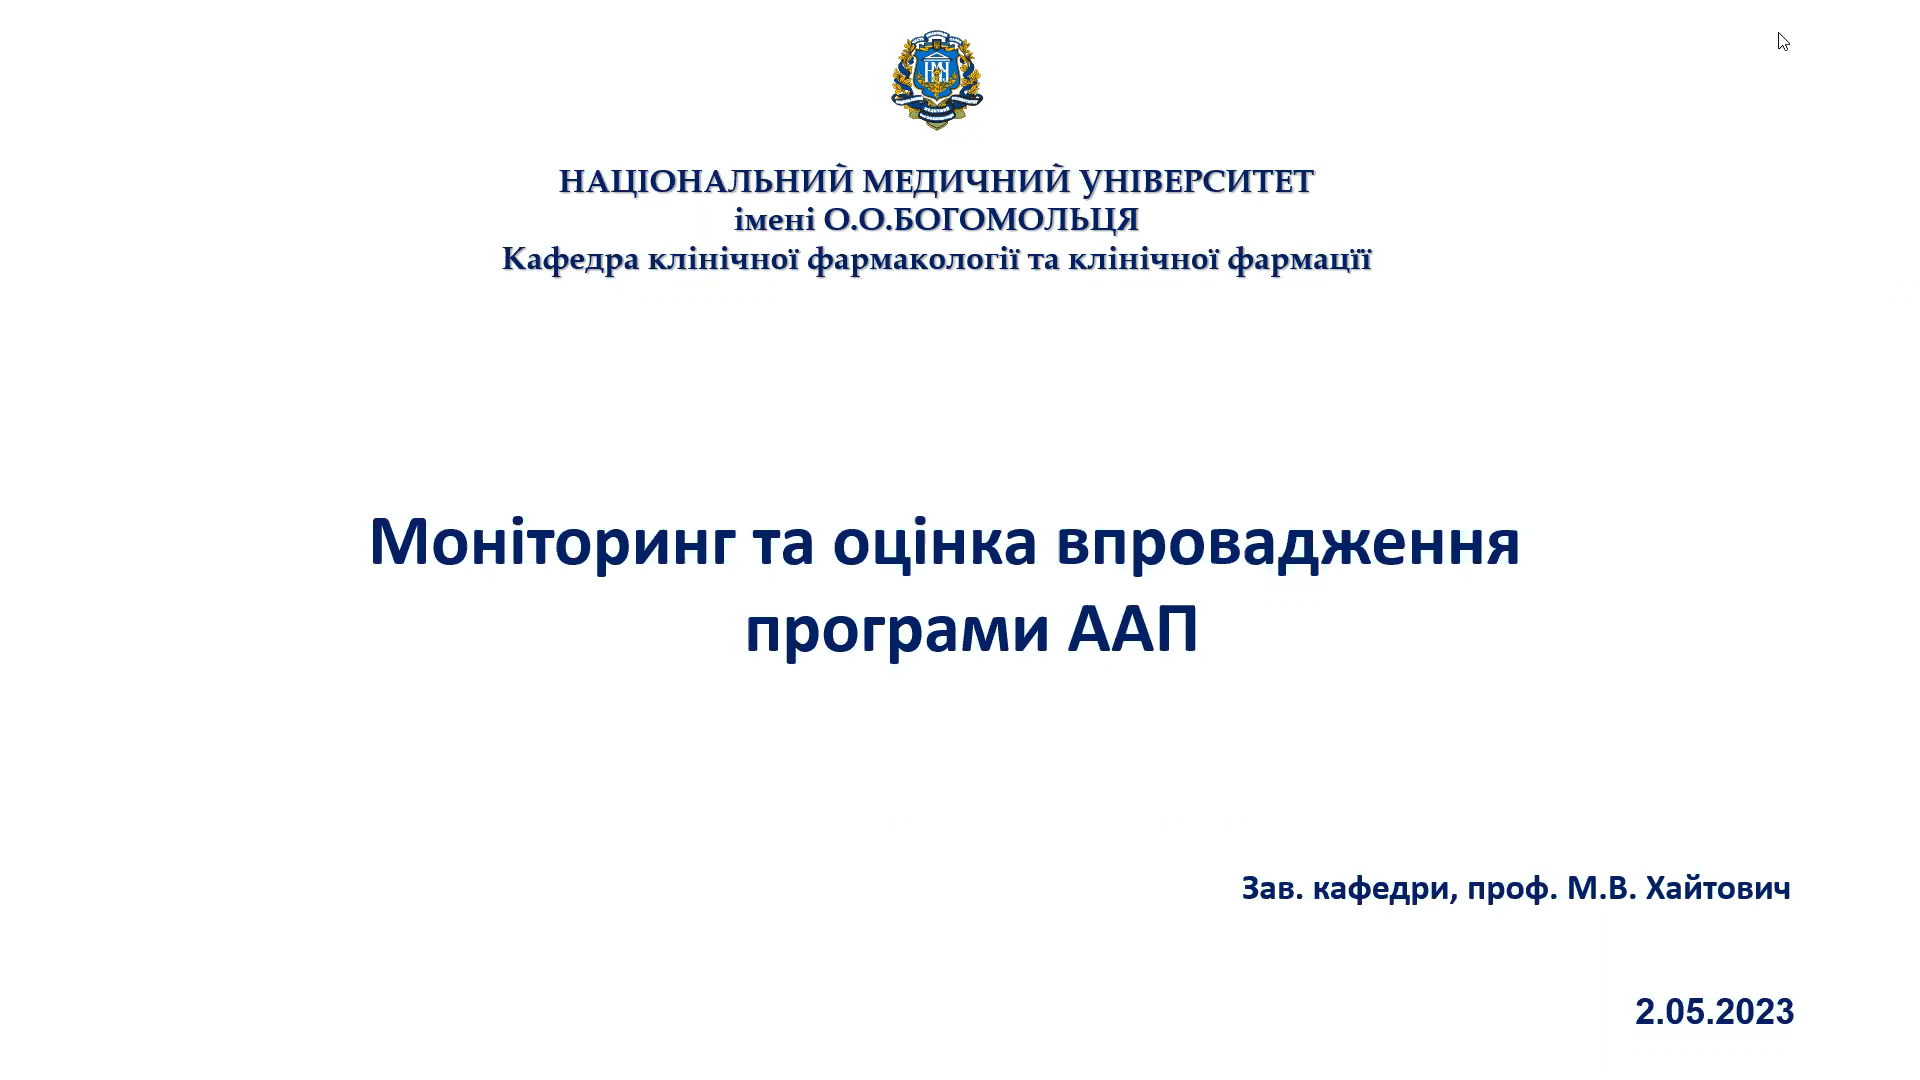 НАЦІОНАЛЬНИЙ МЕДИЧНИЙ УНІВЕРСИТЕТ
імені О.О.БОГОМОЛЬЦЯ
Кафедра клінічної фармакології та клінічної фармації
Моніторинг та оцінка впровадження
програми ААП
Зав. кафедри, проф. М.В. Хайтович
2.05.2023